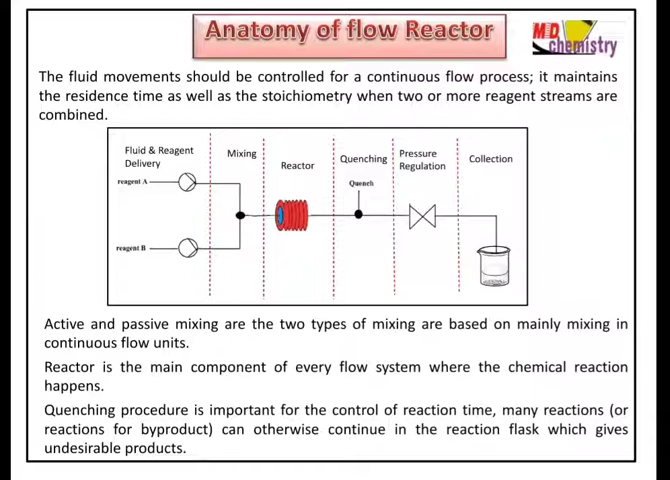 Anatomy of flow Reactor
MD
chemistry
The fluid movements should be controlled for a continuous flow process; it maintains
the residence time as well as the stoichiometry when two or more reagent streams are
combined.
Fluid & Reagent
Delivery
Mixing
Reactor
Quenching
Pressure
Regulation
Collection
reagent A
Quench
reagent B
Active and passive mixing are the two types of mixing are based on mainly mixing in
continuous flow units.
Reactor is the main component of every flow system where the chemical reaction
happens.
Quenching procedure is important for the control of reaction time, many reactions (or
reactions for byproduct) can otherwise continue in the reaction flask which gives
undesirable products.